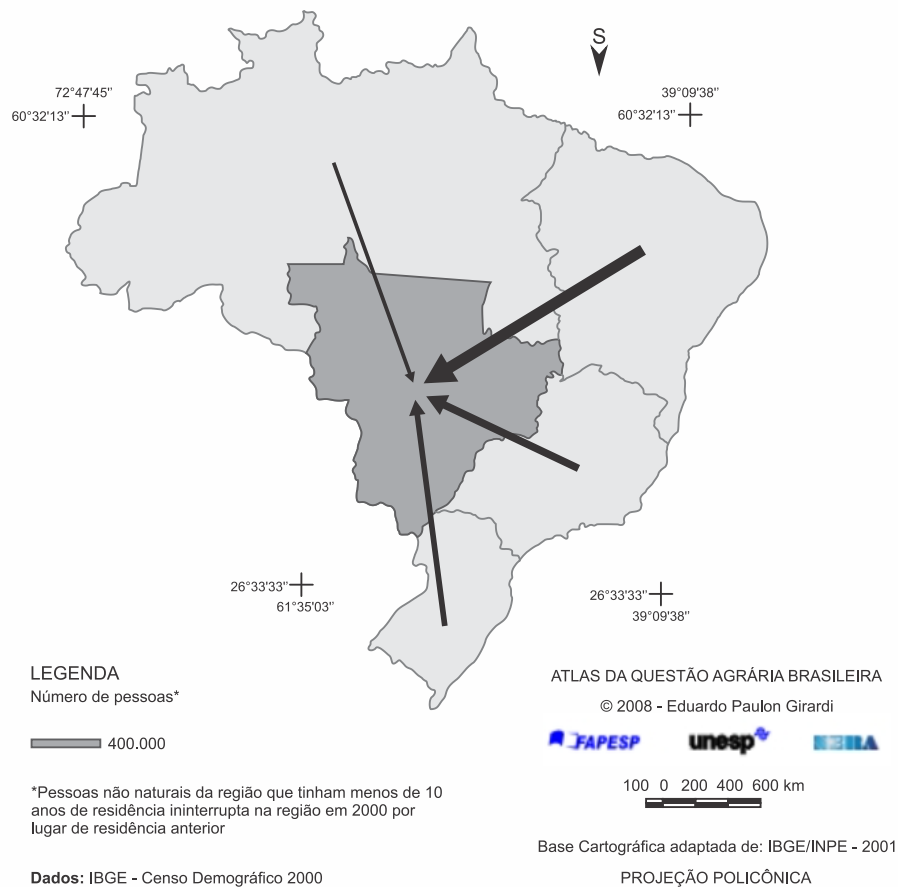 S
72°47'45''
60°32'13''
39°09'38''
60°32'13''
26°33'33''
61°35'03''
26°33'33''
39°09'38''
LEGENDA
Número de pessoas*
400.000
*Pessoas não naturais da região que tinham menos de 10
anos de residência ininterrupta na região em 2000 por
lugar de residência anterior
Dados: IBGE - Censo Demográfico 2000
ATLAS DA QUESTÃO AGRÁRIA BRASILEIRA
© 2008 - Eduardo Paulon Girardi
FAPESP unesp NERA
100 0 200 400 600 km
Base Cartográfica adaptada de: IBGE/INPE - 2001
PROJEÇÃO POLICÔNICA